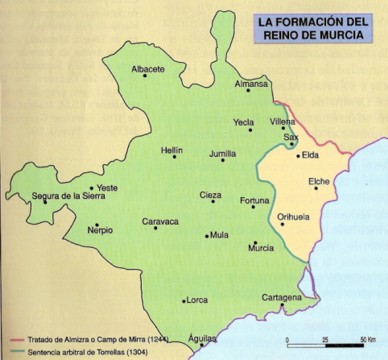 LA FORMACIÓN DEL
REINO DE MURCIA
Albacete
Almansa
Yecla
Villena
Sax
Hellín
Jumilla
Elda
Yeste
Elche
Segura de la Sierra
Cieza
Fortuna
Nerpio
Caravaca
Orihuela
Mula
Murcia
Lorca
Cartagena
Tratado de Almizra o Camp de Mirra (1244)
0 25 50 Km
Águilas
Sentencia arbitral de Torrellas (1304)